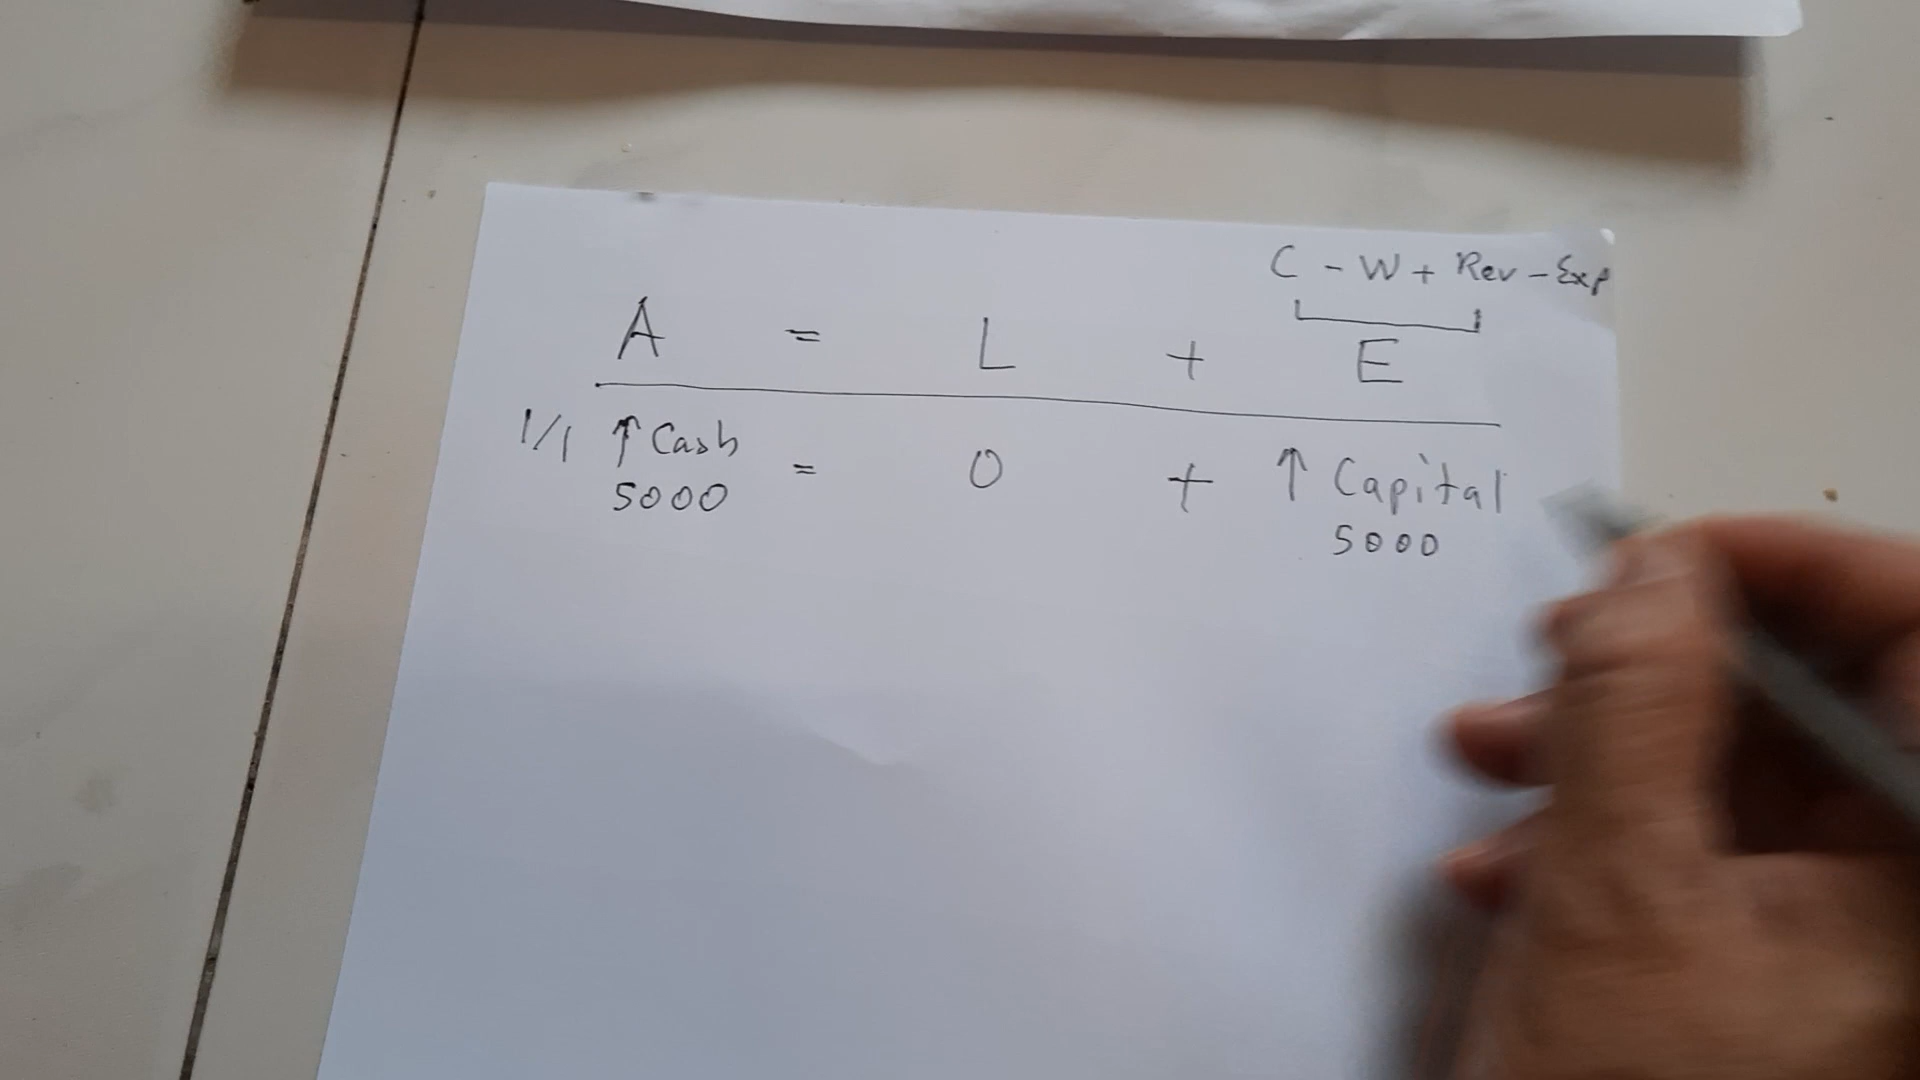 C - W + Rev - Exp
A = L + E
1/1 ↑ Cash = 0 + ↑ Capital
5000 5000